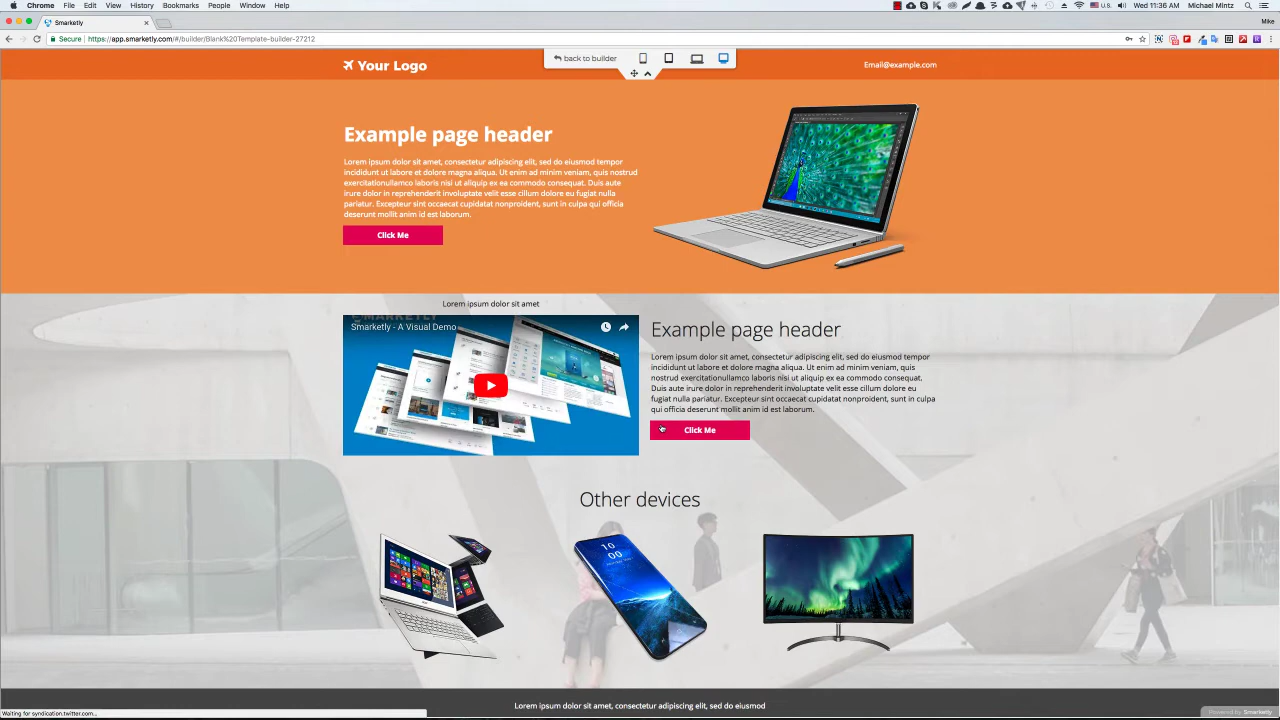 Chrome File Edit View History Bookmarks People Window Help
U.S. Wed 11:36 AM Michael Mintz
Smarketly
Mike
Secure https://app.smarketly.com/#/builder/Blank%20Template-builder-27212
Your Logo
back to builder
Email@example.com
Example page header
Lorem ipsum dolor sit amet, consectetur adipiscing elit, sed do eiusmod tempor
incididunt ut labore et dolore magna aliqua. Ut enim ad minim veniam, quis nostrud
exercitationullamco laboris nisi ut aliquip ex ea commodo consequat. Duis aute
irure dolor in reprehenderit involuptate velit esse cillum dolore eu fugiat nulla
pariatur. Excepteur sint occaecat cupidatat nonproident, sunt in culpa qui officia
deserunt mollit anim id est laborum.
Click Me
Lorem ipsum dolor sit amet
Smarketly - A Visual Demo
Example page header
Lorem ipsum dolor sit amet, consectetur adipiscing elit, sed do eiusmod tempor
incididunt ut labore et dolore magna aliqua. Ut enim ad minim veniam, quis
nostrud exercitationullamco laboris nisi ut aliquip ex ea commodo consequat.
Duis aute irure dolor in reprehenderit involuptate velit esse cillum dolore eu
fugiat nulla pariatur. Excepteur sint occaecat cupidatat nonproident, sunt in culpa
qui officia deserunt mollit anim id est laborum.
Click Me
Other devices
10
00
Lorem ipsum dolor sit amet, consectetur adipiscing elit, sed do eiusmod
Waiting for syndication.twitter.com...
Powered by Smarketly